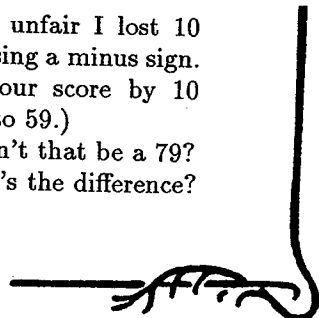 unfair I lost 10
ing a minus sign.
our score by 10
o 59.)
n't that be a 79?
's the difference?